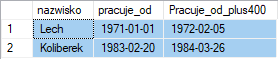 nazwisko pracuje_od Pracuje_od_plus400
1 Lech 1971-01-01 1972-02-05
2 Koliberek 1983-02-20 1984-03-26